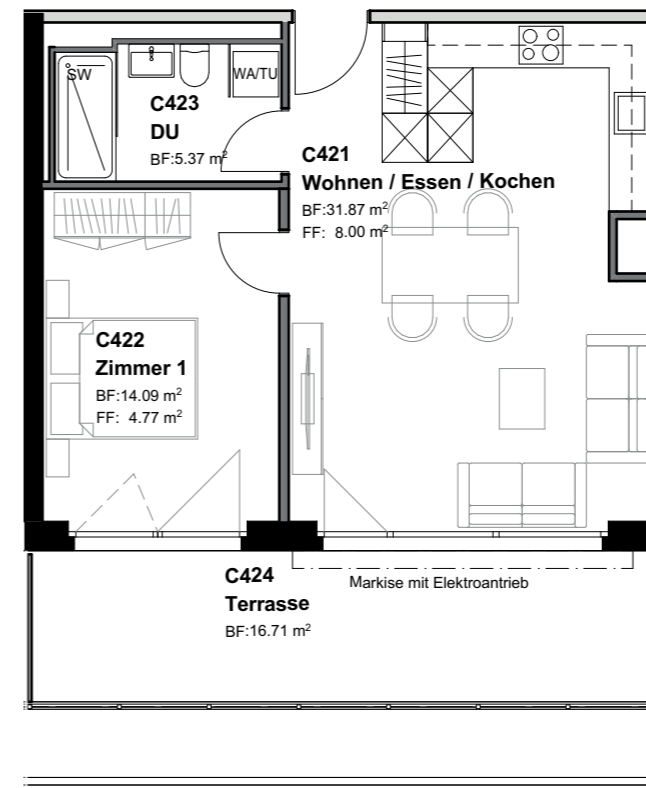 SW
WA/TU
C423
DU
BF:5.37 m²
C421
Wohnen / Essen / Kochen
BF:31.87 m²
FF: 8.00 m²
C422
Zimmer 1
BF:14.09 m²
FF: 4.77 m²
C424
Terrasse
BF:16.71 m²
Markise mit Elektroantrieb